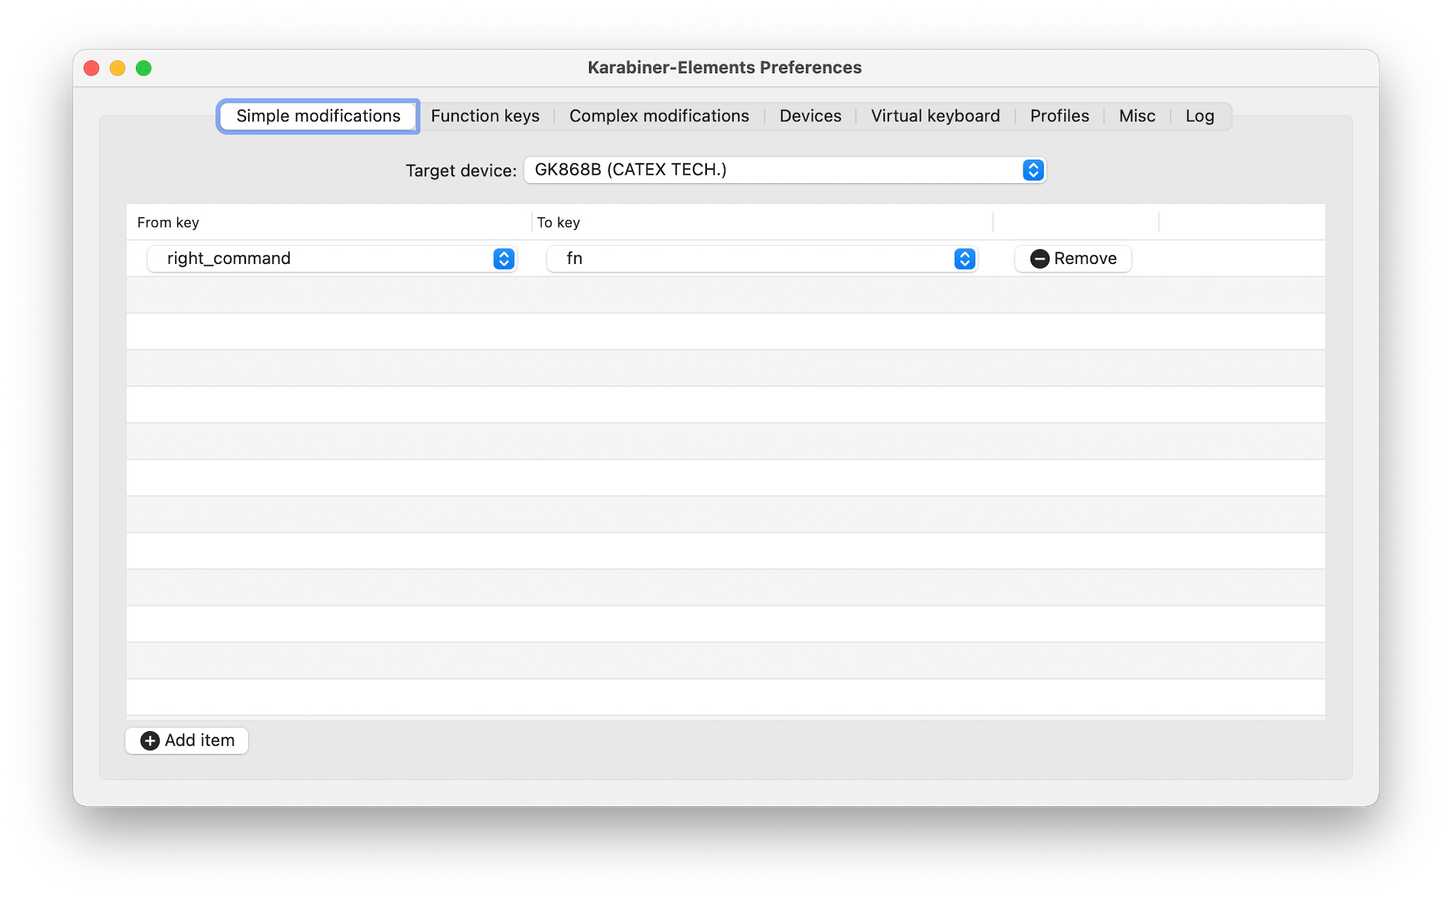 Karabiner-Elements Preferences
Simple modifications Function keys Complex modifications Devices Virtual keyboard Profiles Misc Log
Target device: GK868B (CATEX TECH.)
From key To key
right_command fn Remove
Add item